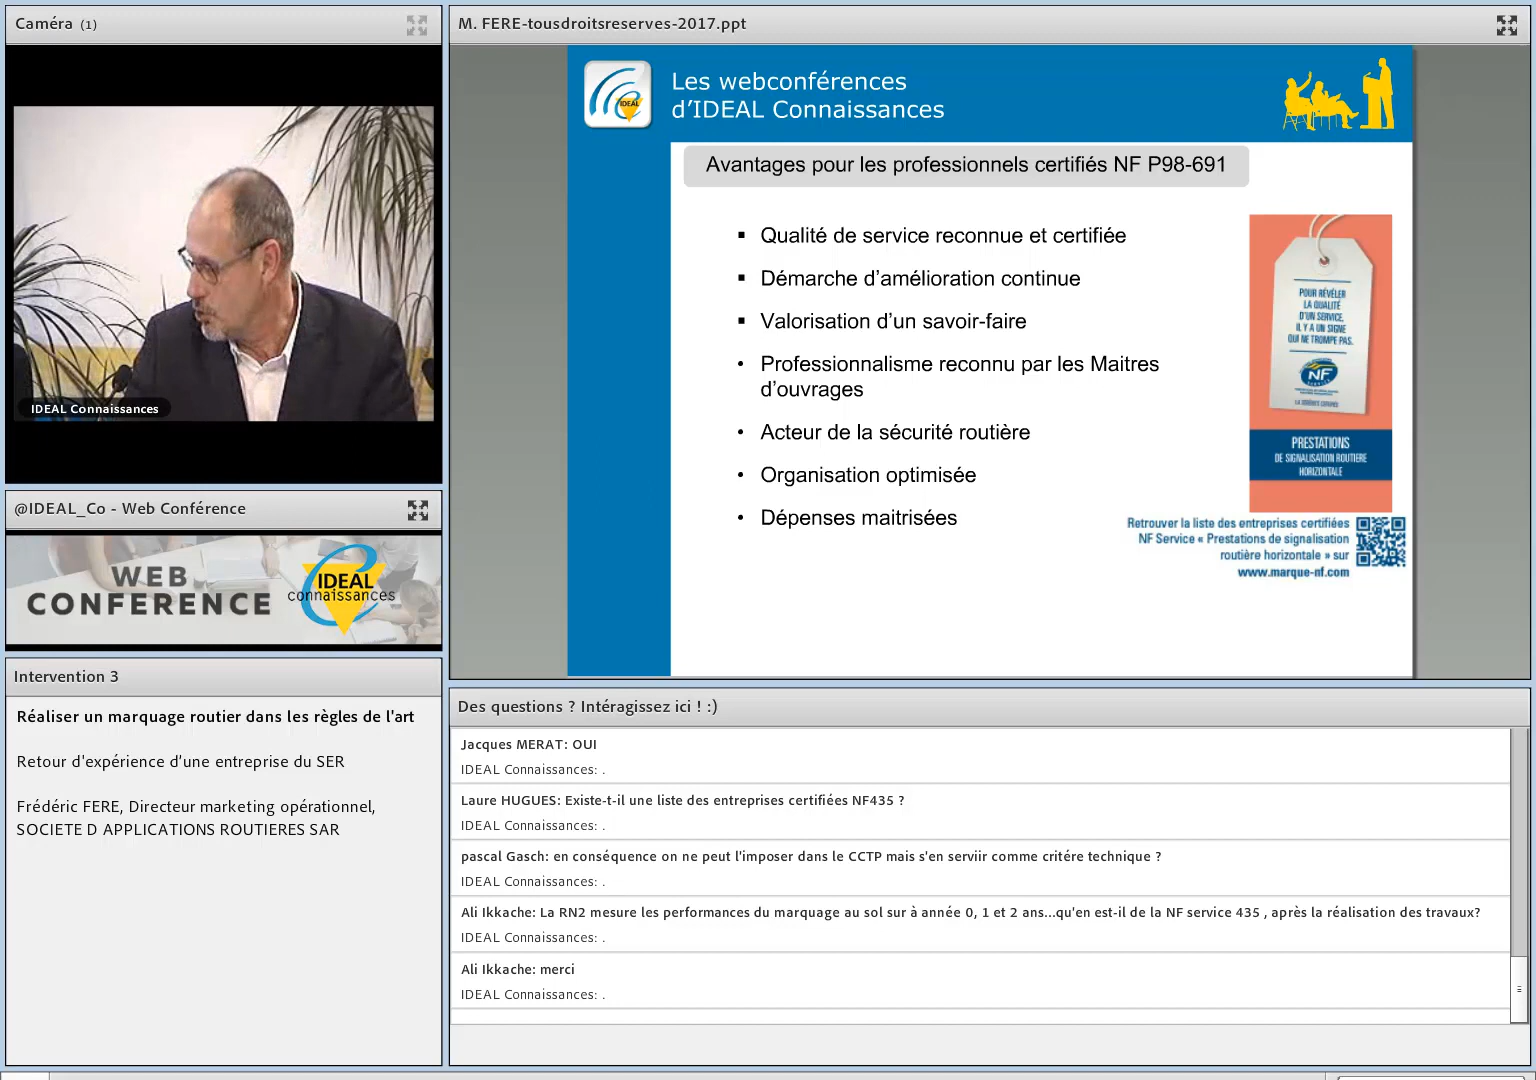 Caméra (1)
IDEAL Connaissances
@IDEAL_Co - Web Conférence
WEB
CONFERENCE
IDEAL
connaissances
Intervention 3
Réaliser un marquage routier dans les règles de l'art
Retour d'expérience d'une entreprise du SER
Frédéric FERE, Directeur marketing opérationnel,
SOCIETE D APPLICATIONS ROUTIERES SAR
M. FERE-tousdroitsreserves-2017.ppt
IDEAL
Les webconférences
d'IDEAL Connaissances
Avantages pour les professionnels certifiés NF P98-691
▪ Qualité de service reconnue et certifiée
▪ Démarche d'amélioration continue
▪ Valorisation d'un savoir-faire
• Professionnalisme reconnu par les Maitres
d'ouvrages
• Acteur de la sécurité routière
• Organisation optimisée
• Dépenses maitrisées
POUR RÉVÉLER
LA QUALITÉ
D'UN SERVICE,
IL Y A UN SIGNE
QUI NE TROMPE PAS.
NF
SERVICE
PRESTATIONS
DE SIGNALISATION ROUTIERE
HORIZONTALE
Retrouver la liste des entreprises certifiées
NF Service « Prestations de signalisation
routière horizontale » sur
www.marque-nf.com
Des questions ? Intéragissez ici ! :)
Jacques MERAT: OUI
IDEAL Connaissances: .
Laure HUGUES: Existe-t-il une liste des entreprises certifiées NF435 ?
IDEAL Connaissances: .
pascal Gasch: en conséquence on ne peut l'imposer dans le CCTP mais s'en serviir comme critére technique ?
IDEAL Connaissances: .
Ali Ikkache: La RN2 mesure les performances du marquage au sol sur à année 0, 1 et 2 ans...qu'en est-il de la NF service 435 , après la réalisation des travaux?
IDEAL Connaissances: .
Ali Ikkache: merci
IDEAL Connaissances: .